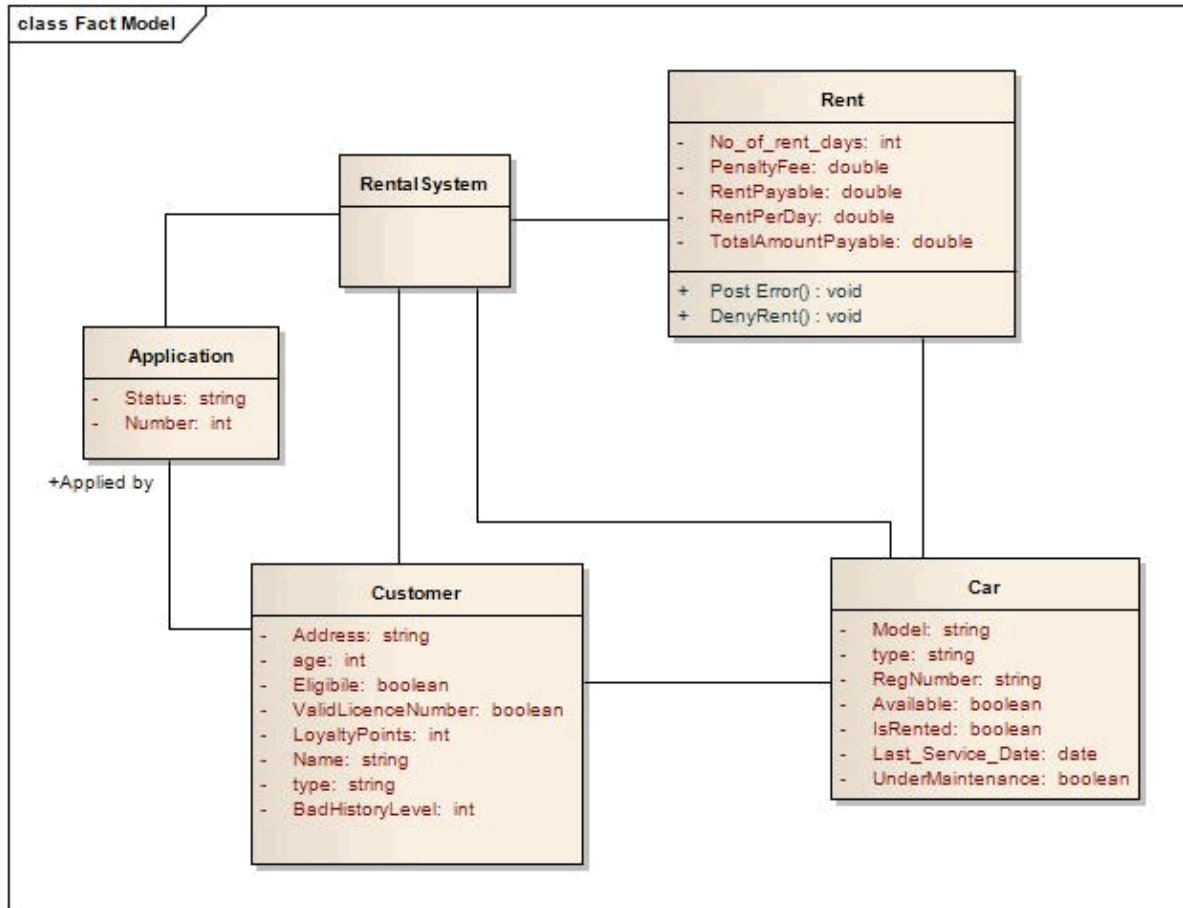 class Fact Model
Rent
- No_of_rent_days: int
- PenaltyFee: double
- RentPayable: double
- RentPerDay: double
- TotalAmountPayable: double
+ Post Error() : void
+ DenyRent() : void
RentalSystem
Application
- Status: string
- Number: int
+Applied by
Customer
- Address: string
- age: int
- Eligibile: boolean
- ValidLicenceNumber: boolean
- LoyaltyPoints: int
- Name: string
- type: string
- BadHistoryLevel: int
Car
- Model: string
- type: string
- RegNumber: string
- Available: boolean
- IsRented: boolean
- Last_Service_Date: date
- UnderMaintenance: boolean